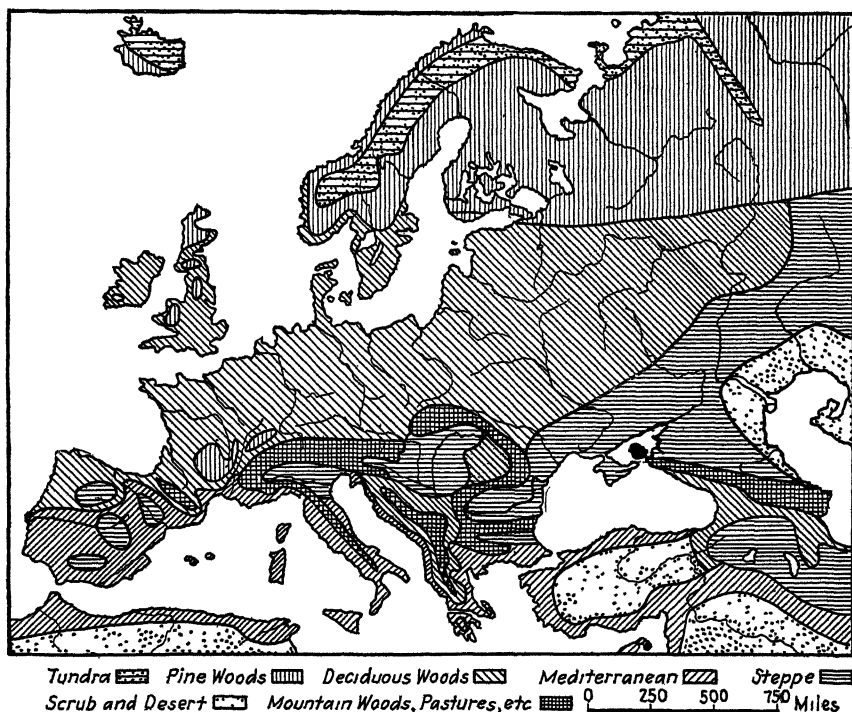 Tundra Pine Woods Deciduous Woods Mediterranean Steppe
Scrub and Desert Mountain Woods, Pastures, etc 0 250 500 750 Miles